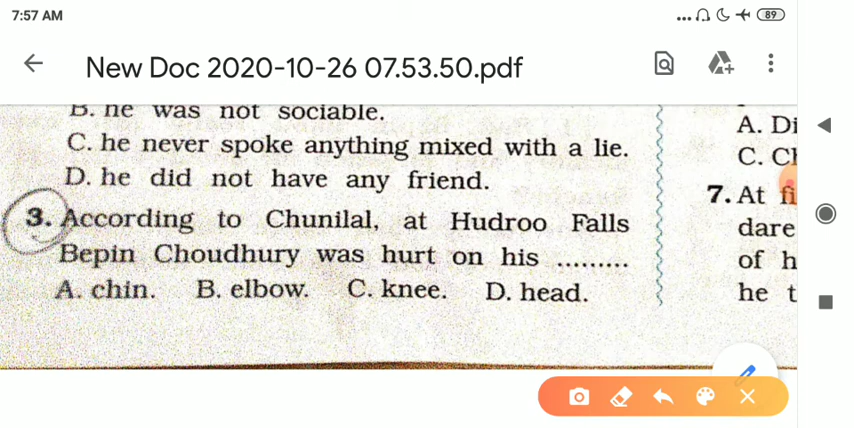 7:57 AM
89
New Doc 2020-10-26 07.53.50.pdf
B. he was not sociable.
C. he never spoke anything mixed with a lie.
D. he did not have any friend.
3. According to Chunilal, at Hudroo Falls
Bepin Choudhury was hurt on his .........
A. chin. B. elbow. C. knee. D. head.
A. Di
C. Ch
7. At fi
dare
of h
he t